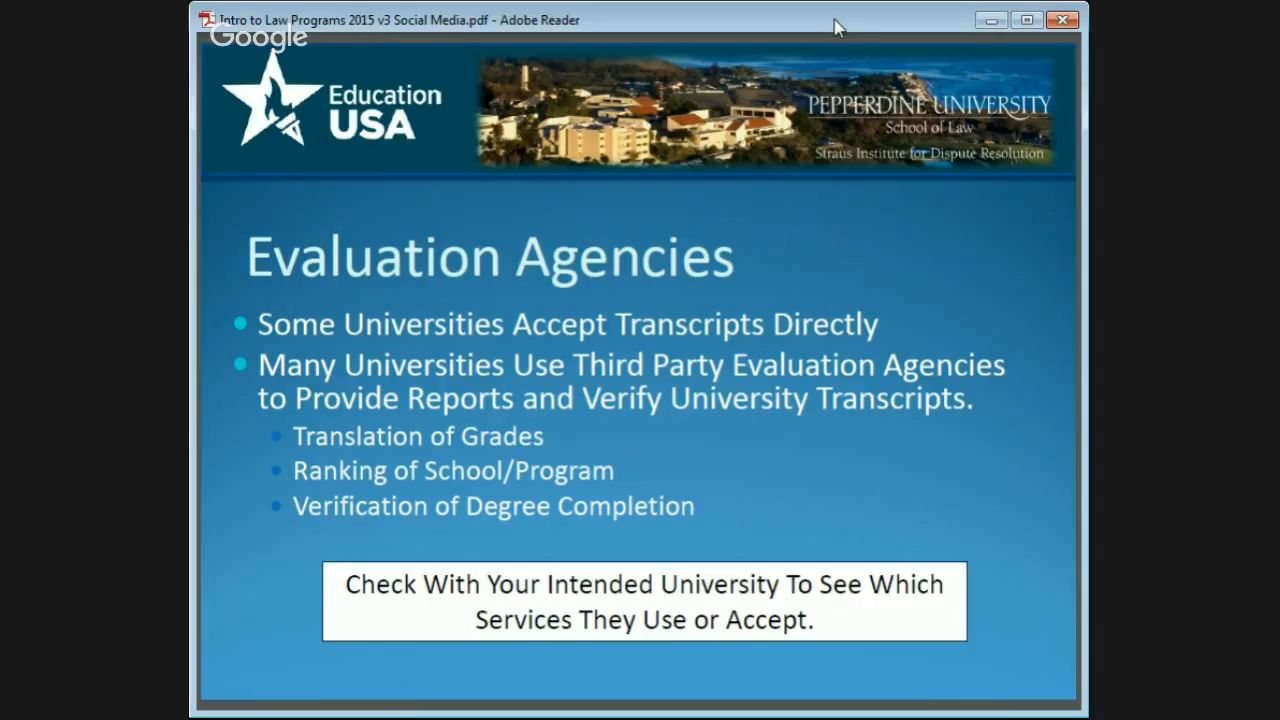 Intro to Law Programs 2015 v3 Social Media.pdf - Adobe Reader
Google
Education
USA
PEPPERDINE UNIVERSITY
School of Law
Straus Institute for Dispute Resolution
Evaluation Agencies
Some Universities Accept Transcripts Directly
Many Universities Use Third Party Evaluation Agencies
to Provide Reports and Verify University Transcripts.
Translation of Grades
Ranking of School/Program
Verification of Degree Completion
Check With Your Intended University To See Which
Services They Use or Accept.